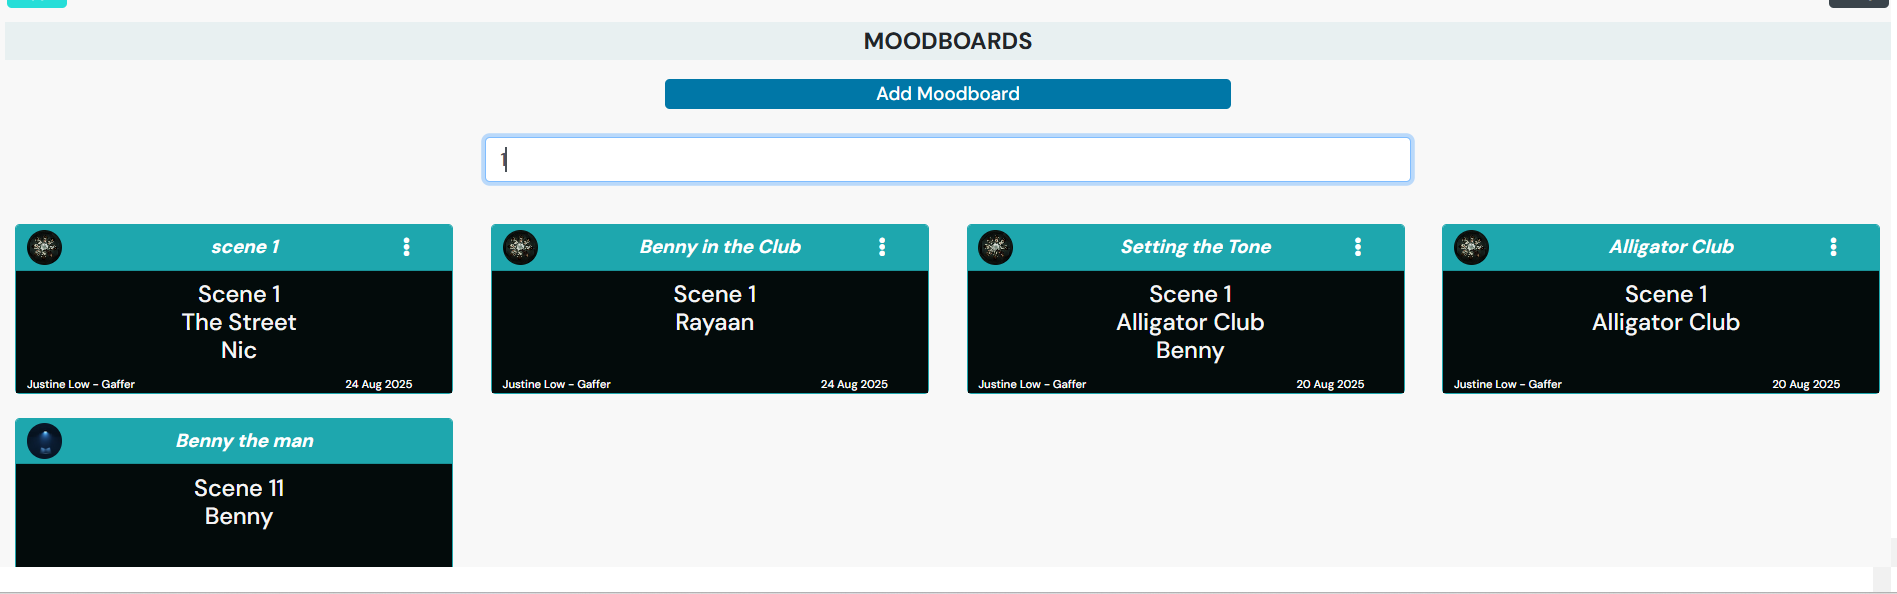 MOODBOARDS
Add Moodboard
1
scene 1
Scene 1
The Street
Nic
Justine Low - Gaffer
24 Aug 2025
Benny in the Club
Scene 1
Rayaan
Justine Low - Gaffer
24 Aug 2025
Setting the Tone
Scene 1
Alligator Club
Benny
Justine Low - Gaffer
20 Aug 2025
Alligator Club
Scene 1
Alligator Club
Justine Low - Gaffer
20 Aug 2025
Benny the man
Scene 11
Benny